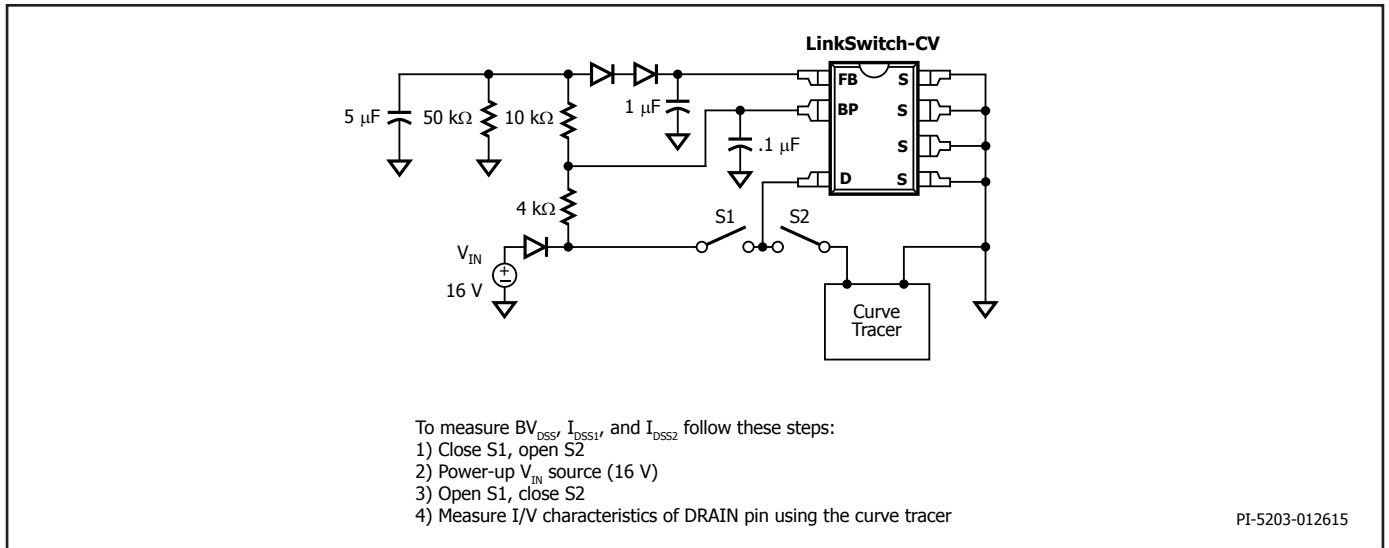 LinkSwitch-CV
FB S
5 μF 50 kΩ 10 kΩ 1 μF BP S
.1 μF S
D S
4 kΩ S1 S2
V_IN
+
16 V
Curve
Tracer
To measure BV_DSS, I_DSS1, and I_DSS2 follow these steps:
1) Close S1, open S2
2) Power-up V_IN source (16 V)
3) Open S1, close S2
4) Measure I/V characteristics of DRAIN pin using the curve tracer
PI-5203-012615